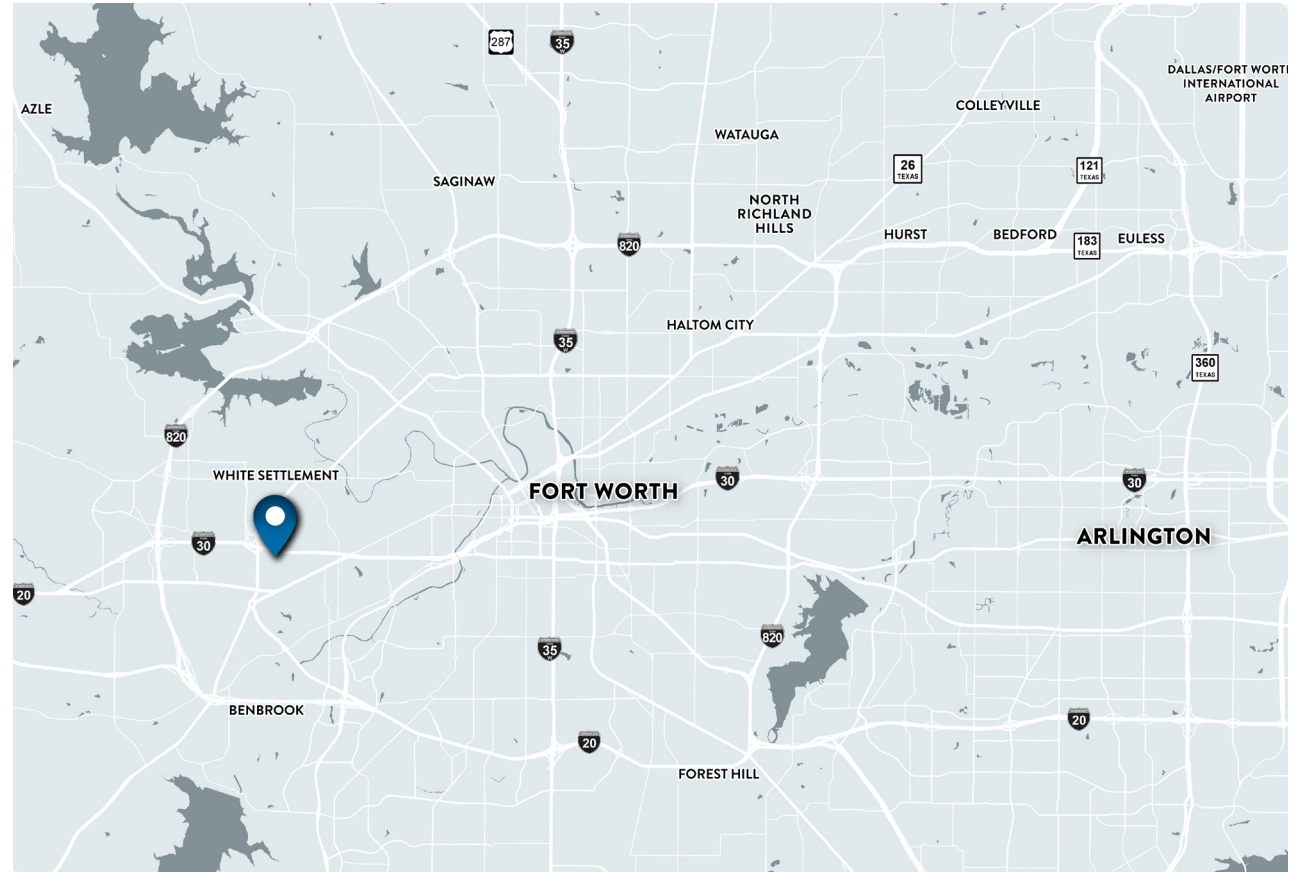 287
35
DALLAS/FORT WORTH
INTERNATIONAL
AIRPORT
AZLE
COLLEYVILLE
WATAUGA
26
TEXAS
121
TEXAS
SAGINAW
NORTH
RICHLAND
HILLS
HURST
BEDFORD
183
TEXAS
EULESS
820
HALTOM CITY
35
360
TEXAS
820
WHITE SETTLEMENT
30
FORT WORTH
30
ARLINGTON
30
20
820
35
BENBROOK
20
20
FOREST HILL